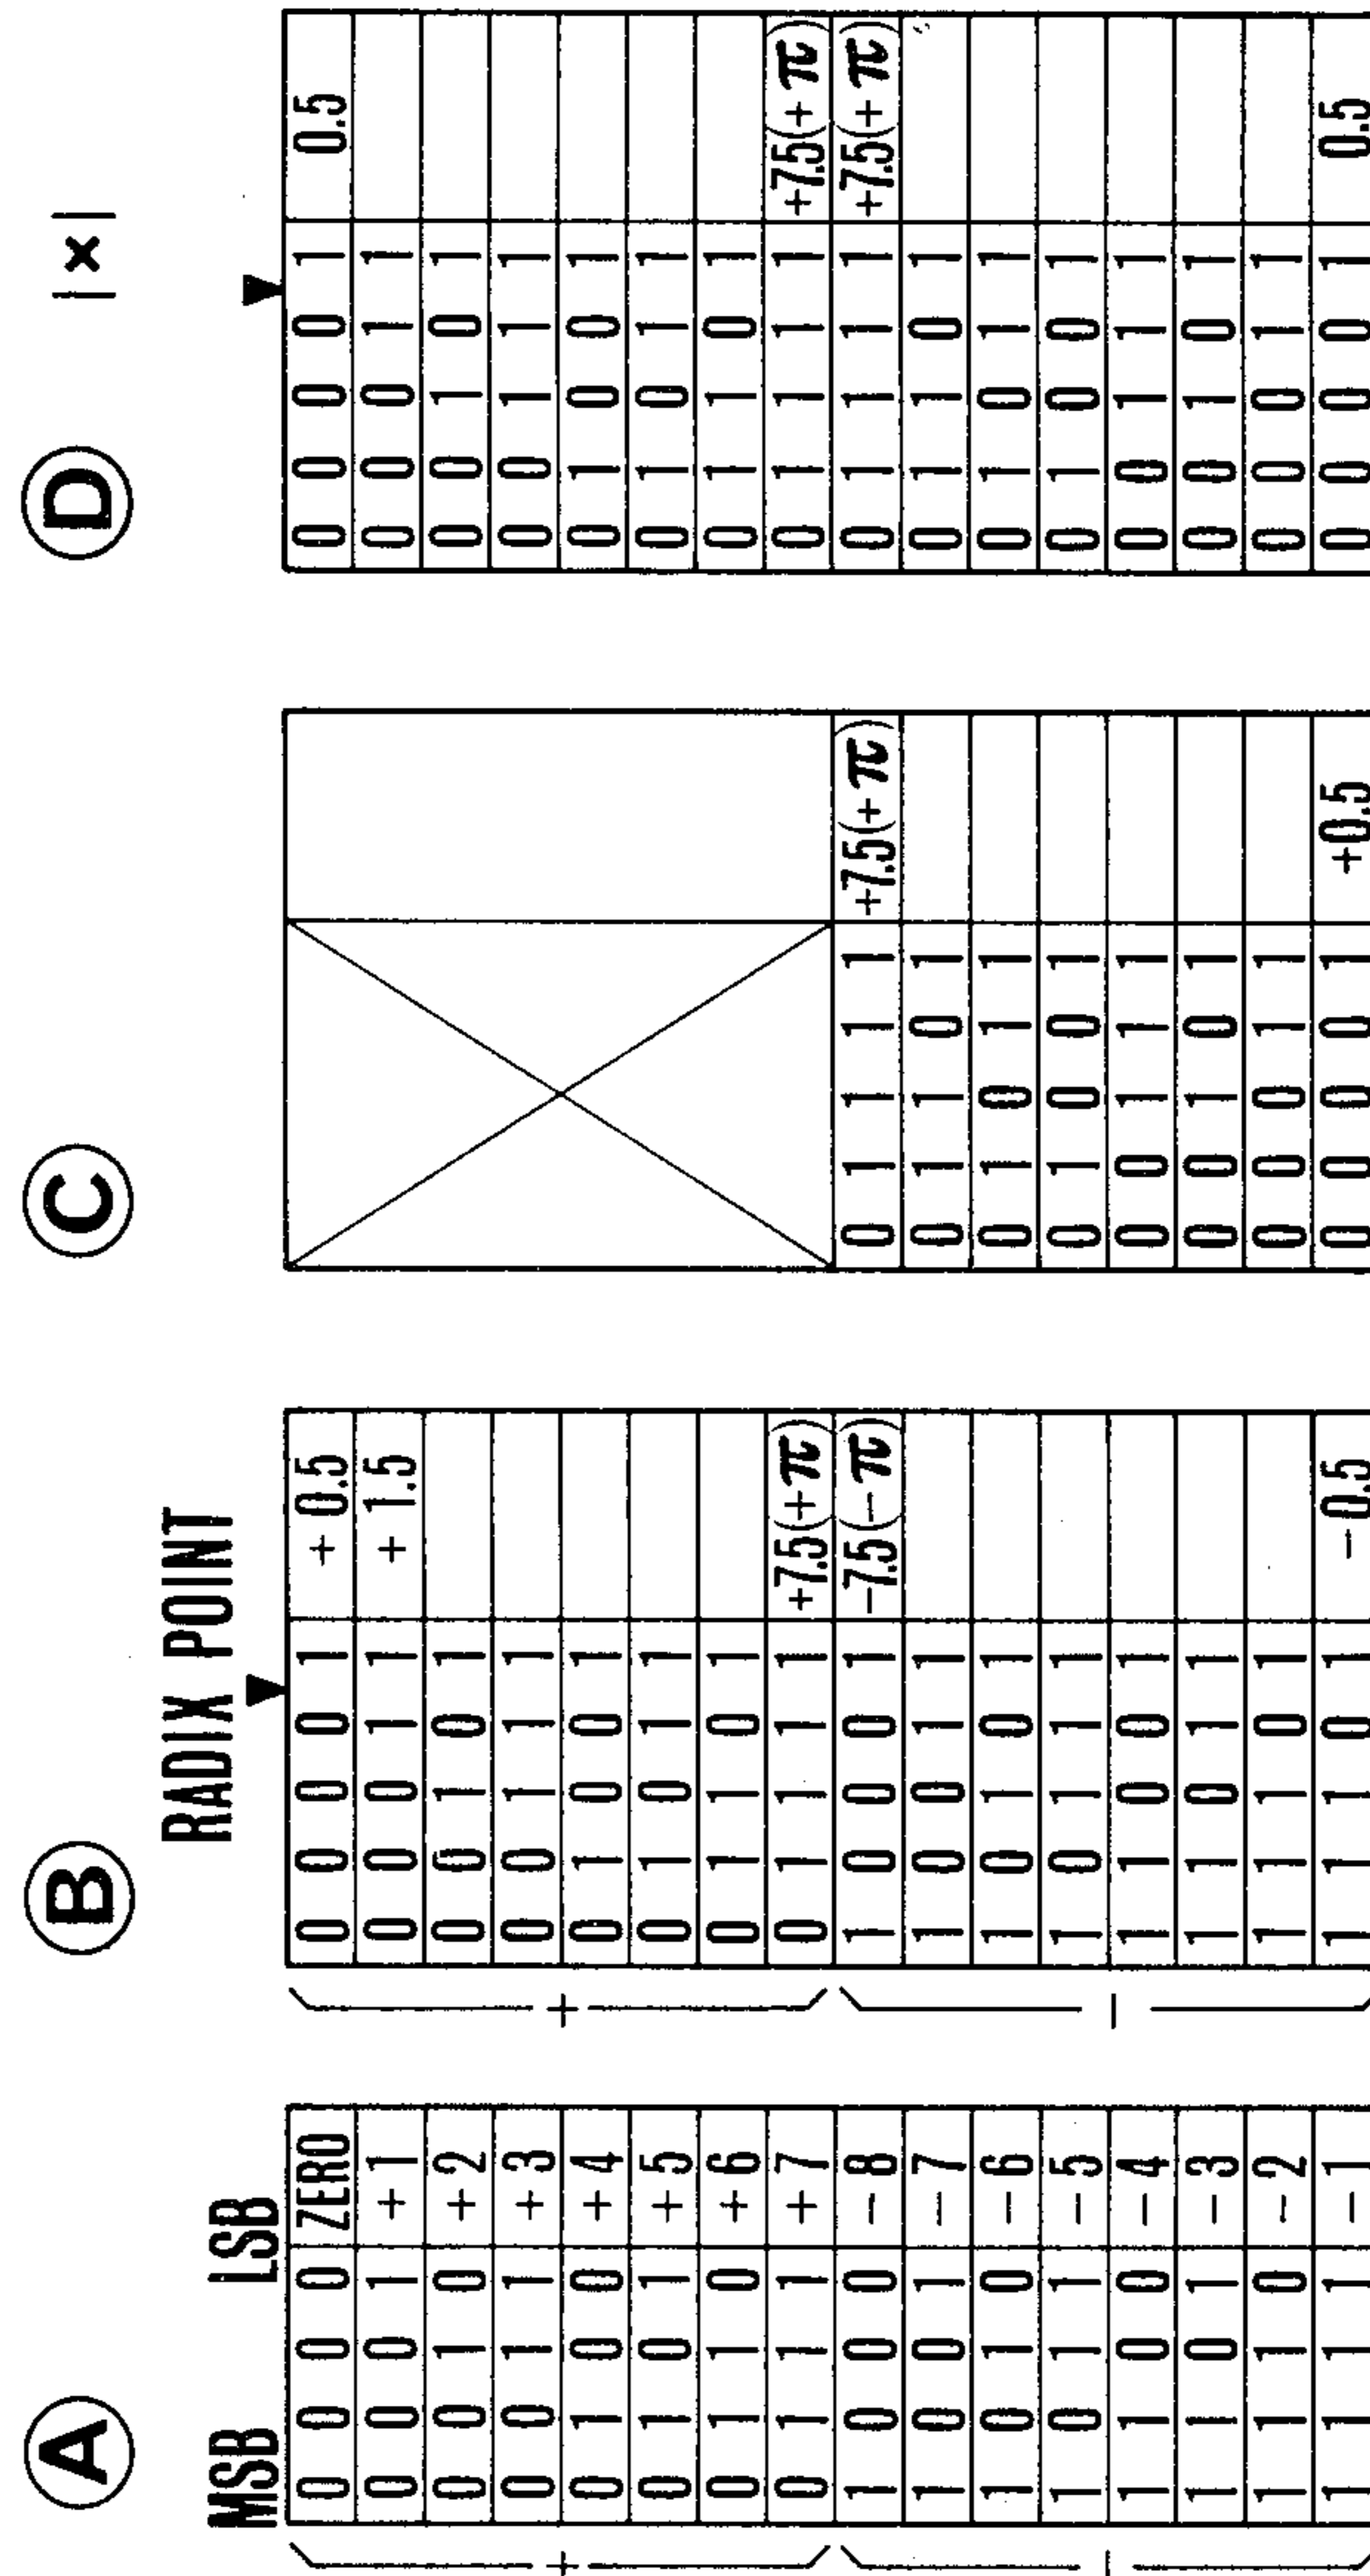 A
MSB LSB
0 0 0 0 ZERO
0 0 0 1 +1
0 0 1 0 +2
0 0 1 1 +3
0 1 0 0 +4
0 1 0 1 +5
0 1 1 0 +6
0 1 1 1 +7
1 0 0 0 −8
1 0 0 1 −7
1 0 1 0 −6
1 0 1 1 −5
1 1 0 0 −4
1 1 0 1 −3
1 1 1 0 −2
1 1 1 1 −1
+
−
B
RADIX POINT
0 0 0 0 1 +0.5
0 0 0 1 1 +1.5
0 0 1 0 1
0 0 1 1 1
0 1 0 0 1
0 1 0 1 1
0 1 1 0 1
0 1 1 1 1 +7.5(+π)
1 0 0 0 1 −7.5(−π)
1 0 0 1 1
1 0 1 0 1
1 0 1 1 1
1 1 0 0 1
1 1 0 1 1
1 1 1 0 1
1 1 1 0 1 −0.5
+
−
C
0 1 1 1 1 +7.5(+π)
0 1 1 0 1
0 1 0 1 1
0 1 0 0 1
0 0 1 1 1
0 0 1 0 1
0 0 0 1 1
0 0 0 0 1 +0.5
D
|×|
0 0 0 0 1 0.5
0 0 0 1 1
0 0 1 0 1
0 0 1 1 1
0 1 0 0 1
0 1 0 1 1
0 1 1 0 1
0 1 1 1 1 +7.5(+π)
0 1 1 1 1 +7.5(+π)
0 1 1 0 1
0 1 0 1 1
0 1 0 0 1
0 0 1 1 1
0 0 1 0 1
0 0 0 1 1
0 0 0 0 1 0.5